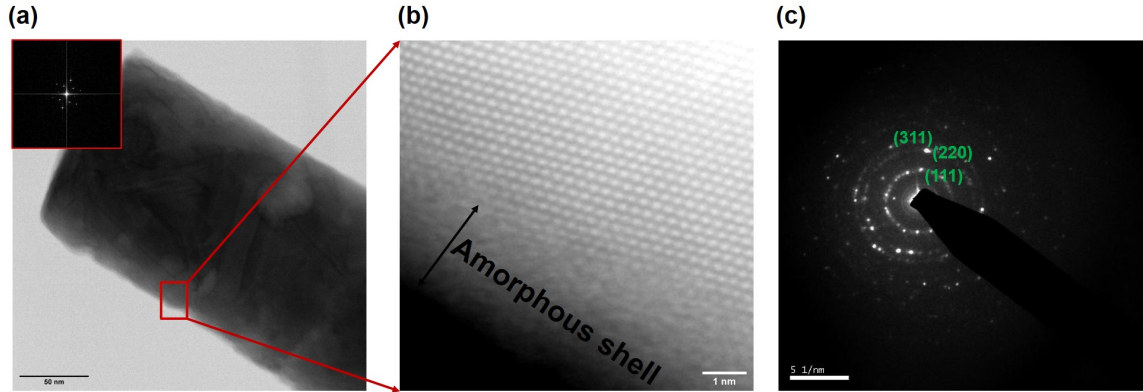 (a)
(b)
(c)
50 nm
Amorphous shell
1 nm
(311)
(220)
(111)
5 1/nm